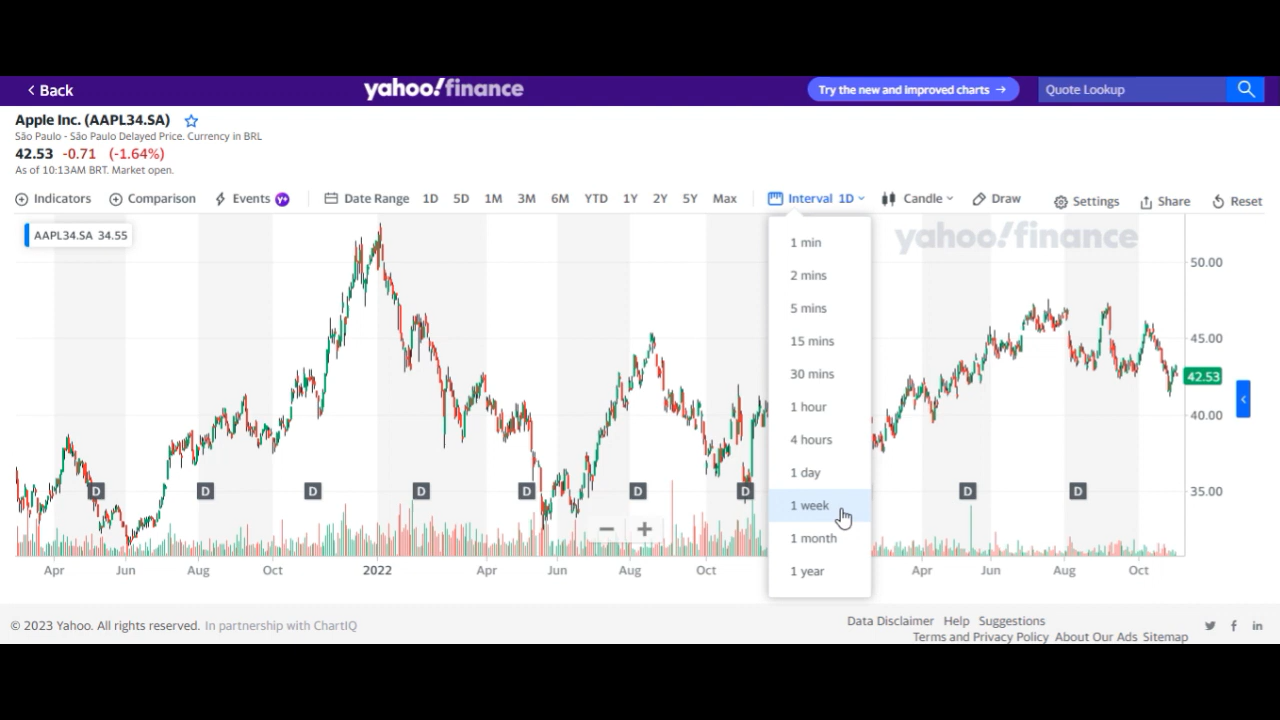 Back
yahoo!finance
Try the new and improved charts →
Quote Lookup
Apple Inc. (AAPL34.SA)
São Paulo - São Paulo Delayed Price. Currency in BRL
42.53 -0.71 (-1.64%)
As of 10:13AM BRT. Market open.
Indicators Comparison Events Y+ Date Range 1D 5D 1M 3M 6M YTD 1Y 2Y 5Y Max Interval 1D Candle Draw Settings Share Reset
AAPL34.SA 34.55
yahoo!finance
1 min
2 mins
5 mins
15 mins
30 mins
1 hour
4 hours
1 day
1 week
1 month
1 year
50.00
45.00
42.53
40.00
35.00
D D D D D D D D D
Apr Jun Aug Oct 2022 Apr Jun Aug Oct Apr Jun Aug Oct
© 2023 Yahoo. All rights reserved. In partnership with ChartIQ
Data Disclaimer Help Suggestions
Terms and Privacy Policy About Our Ads Sitemap